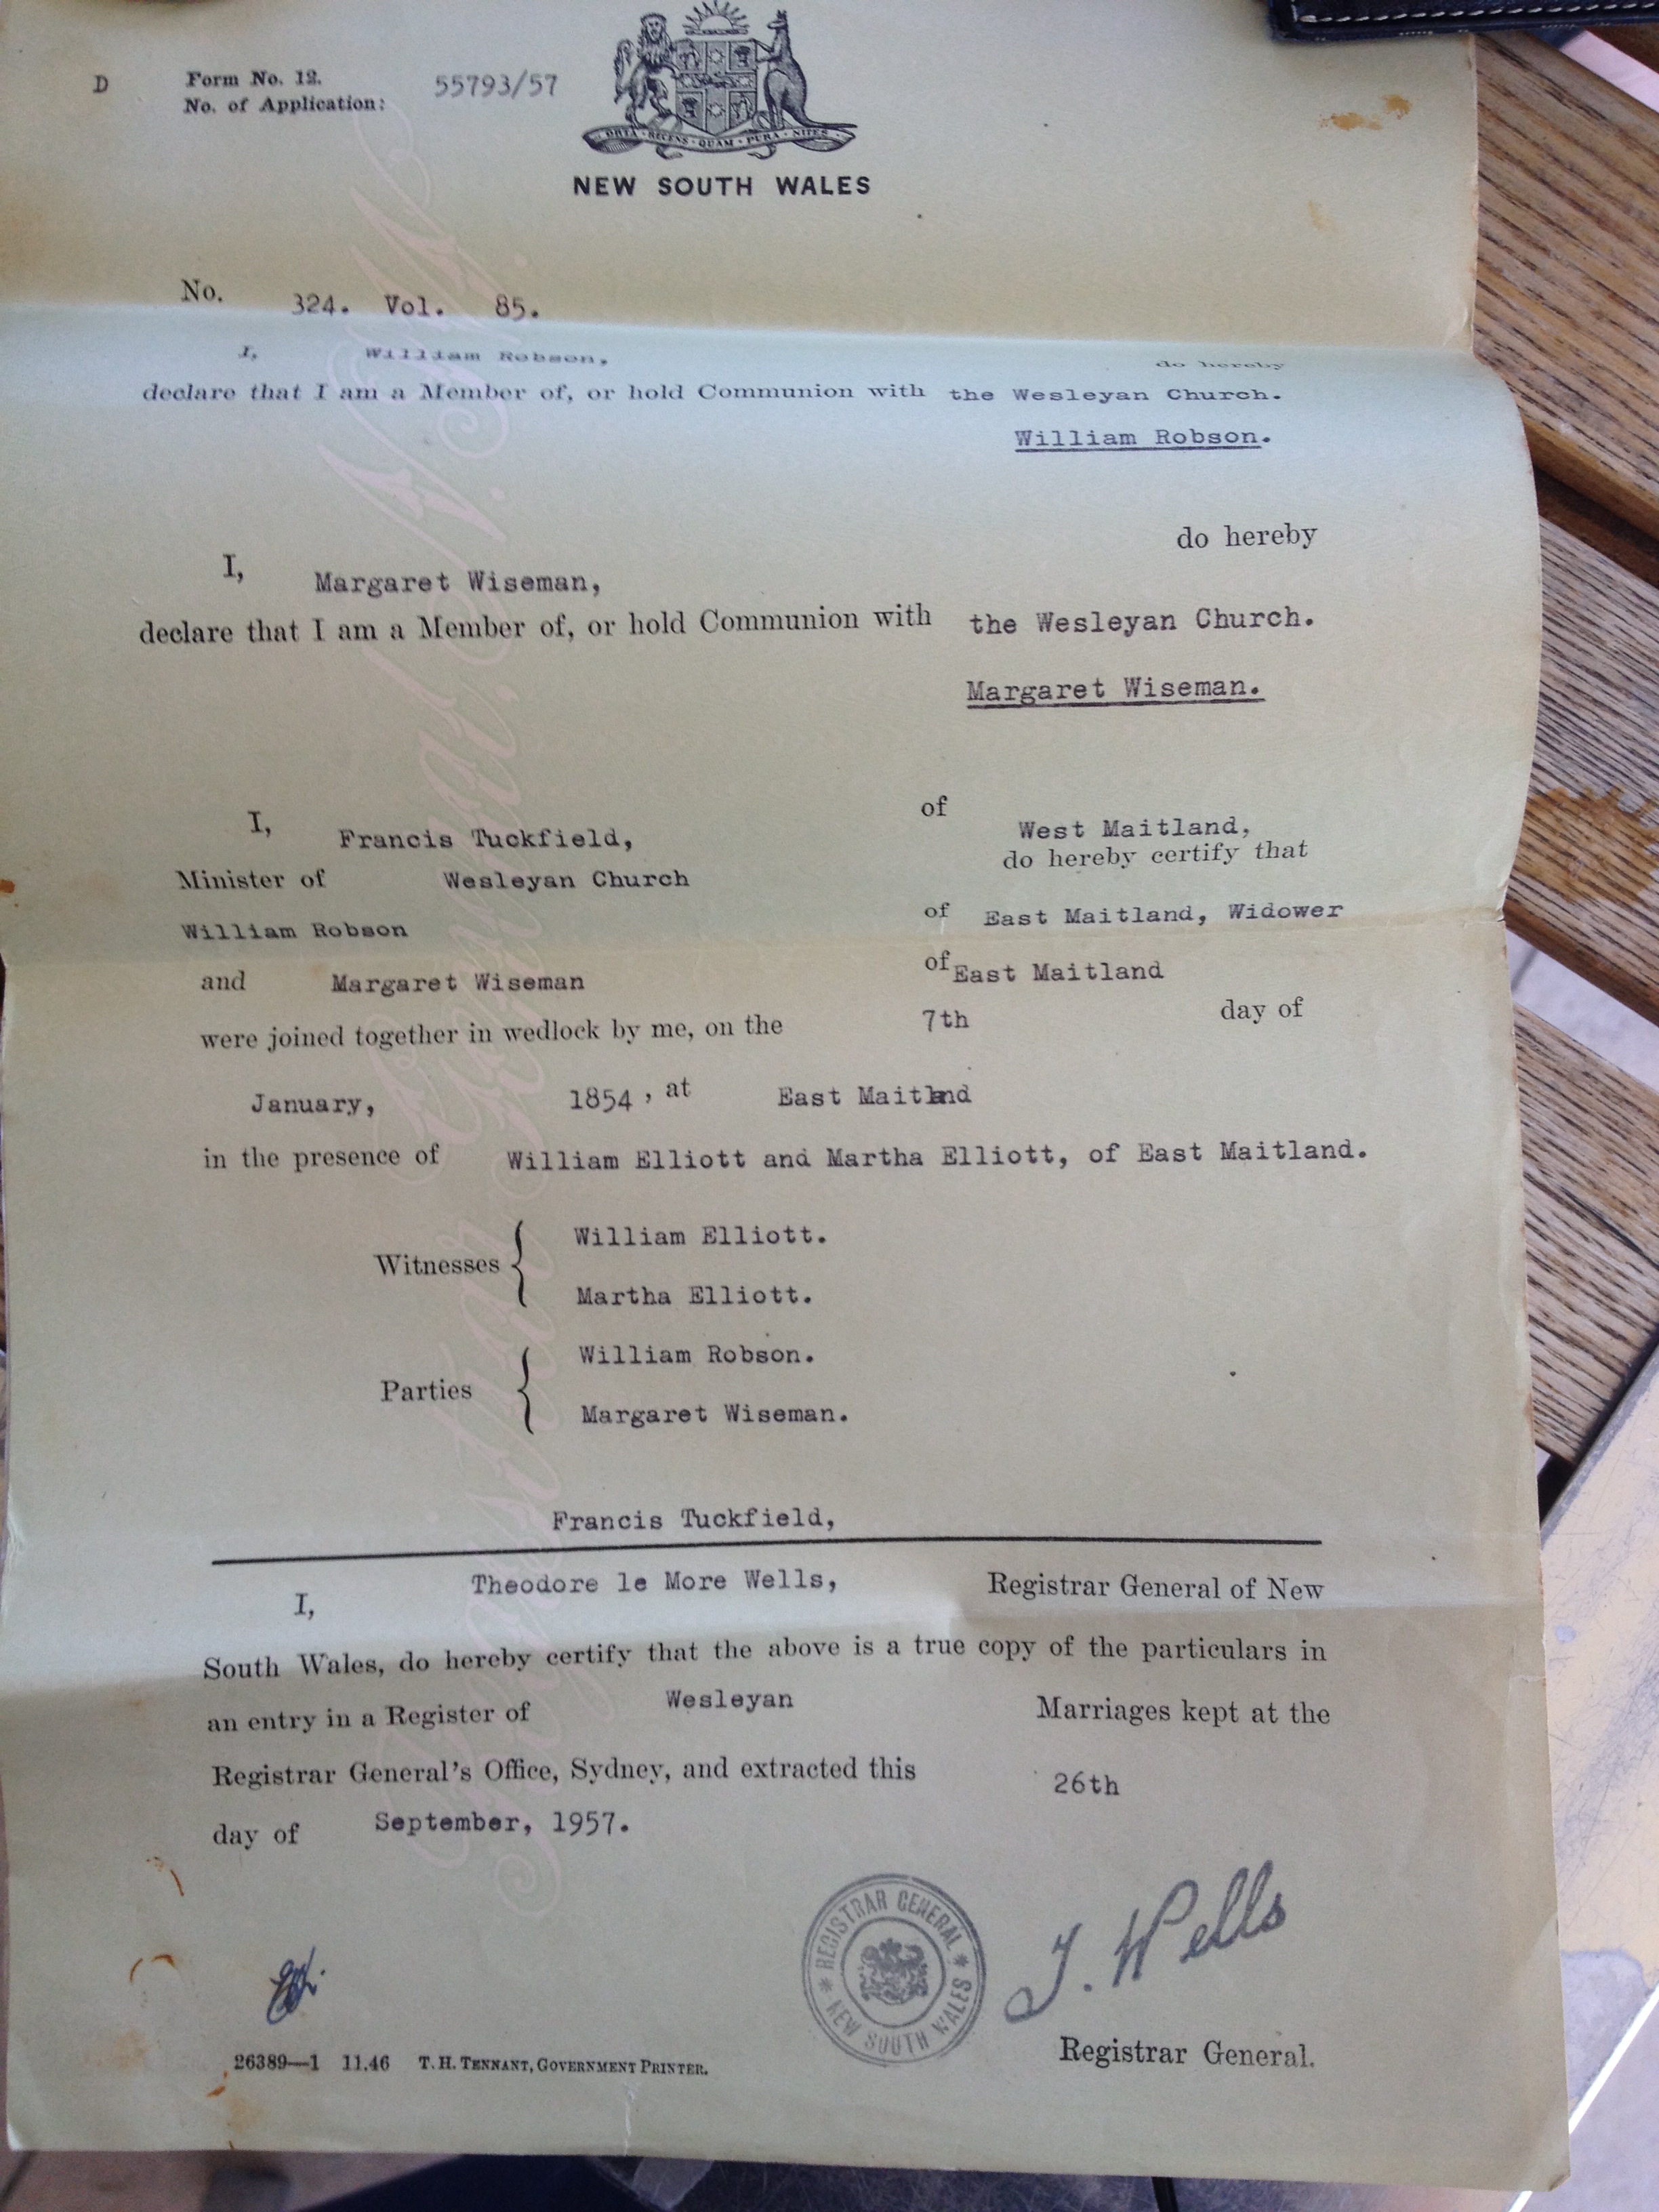 D Form No. 12. 55793/57
No. of Application:
ORTA · RECENS · QUAM · PURA · NITES
NEW SOUTH WALES
No. 324. Vol. 85.
I, William Robson, do hereby
declare that I am a Member of, or hold Communion with the Wesleyan Church.
William Robson.
do hereby
I, Margaret Wiseman,
declare that I am a Member of, or hold Communion with the Wesleyan Church.
Margaret Wiseman.
I, Francis Tuckfield, of West Maitland,
do hereby certify that
Minister of Wesleyan Church
William Robson of East Maitland, Widower
and Margaret Wiseman of East Maitland
were joined together in wedlock by me, on the 7th day of
January, 1854, at East Maitland
in the presence of William Elliott and Martha Elliott, of East Maitland.
Witnesses { William Elliott.
Martha Elliott.
Parties { William Robson.
Margaret Wiseman.
Francis Tuckfield,
I, Theodore le More Wells, Registrar General of New
South Wales, do hereby certify that the above is a true copy of the particulars in
an entry in a Register of Wesleyan Marriages kept at the
Registrar General's Office, Sydney, and extracted this 26th
day of September, 1957.
REGISTRAR GENERAL * NEW SOUTH WALES *
J. Wells
Registrar General.
26389—1 11.46 T. H. TENNANT, GOVERNMENT PRINTER.